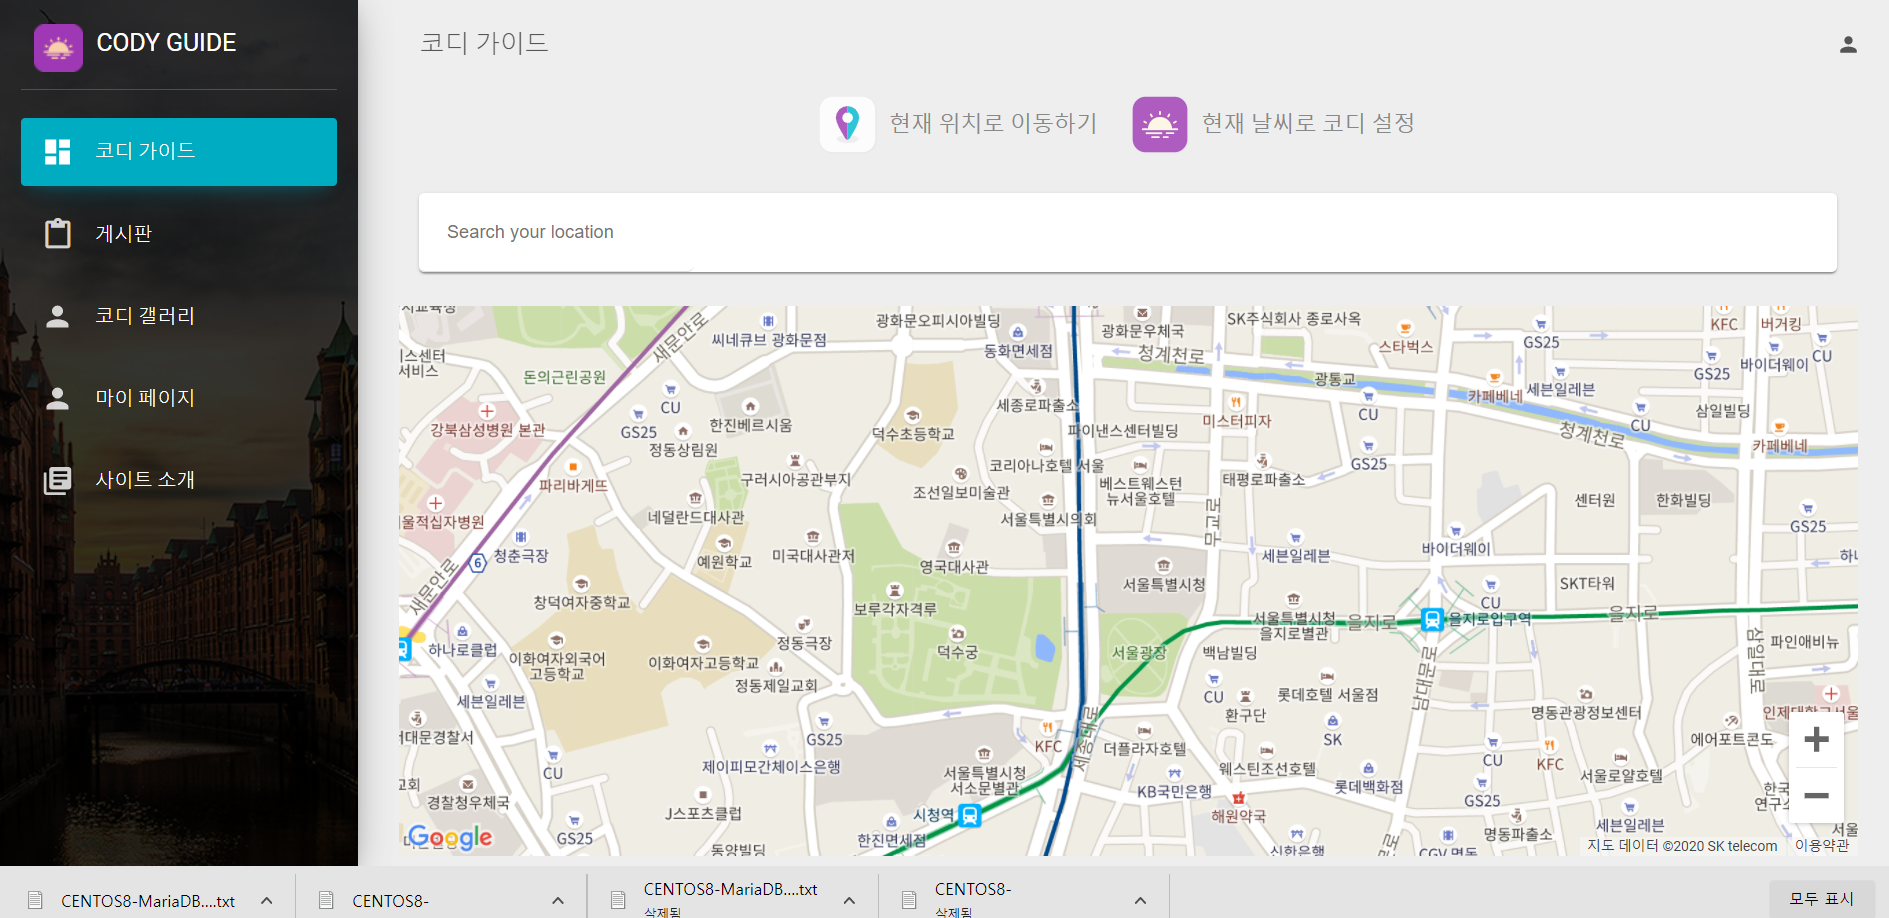 CODY GUIDE
코디 가이드
게시판
코디 갤러리
마이 페이지
사이트 소개
코디 가이드
현재 위치로 이동하기
현재 날씨로 코디 설정
Search your location
새문안로
씨네큐브 광화문점
광화문오피시아빌딩
동화면세점
광화문우체국
청계천로
SK주식회사 종로사옥
스타벅스
GS25
KFC
버거킹
바이더웨이
CU
GS25
돈의근린공원
CU
GS25
한진베르시움
정동상림원
강북삼성병원 본관
세종로파출소
덕수초등학교
파이낸스센터빌딩
광통교
CU
미스터피자
카페베네
세븐일레븐
CU
삼일빌딩
카페베네
청계천로
파리바게뜨
구러시아공관부지
코리아나호텔 서울
조선일보미술관
베스트웨스턴
뉴서울호텔
태평로파출소
GS25
네덜란드대사관
서울특별시의회
무교로
센터원
한화빌딩
GS25
청춘극장
6
예원학교
미국대사관저
영국대사관
서울특별시청
세븐일레븐
바이더웨이
새문안로
창덕여자중학교
보루각자격루
SKT타워
CU
서울특별시청
을지로별관
을지로
을지로입구역
을지로
하나로클럽
이화여자외국어
고등학교
이화여자고등학교
정동극장
덕수궁
서울광장
백남빌딩
파인애비뉴
삼일대로
정동제일교회
세븐일레븐
CU
환구단
롯데호텔 서울점
남대문로
명동관광정보센터
SK
GS25
KFC
세종대로
더플라자호텔
에어포트콘도
제이피모간체이스은행
CU
서울특별시청
서소문별관
웨스틴조선호텔
CU
KFC
서울로얄호텔
경찰청우체국
J스포츠클럽
시청역
KB국민은행
해원약국
롯데백화점
GS25
세븐일레븐
명동파출소
GS25
한진면세점
동양빌딩
신한은행
CGV 명동
Google
지도 데이터 ©2020 SK telecom
이용약관
CENTOS8-MariaDB....txt
CENTOS8-
CENTOS8-MariaDB....txt
삭제됨
CENTOS8-
삭제됨
모두 표시